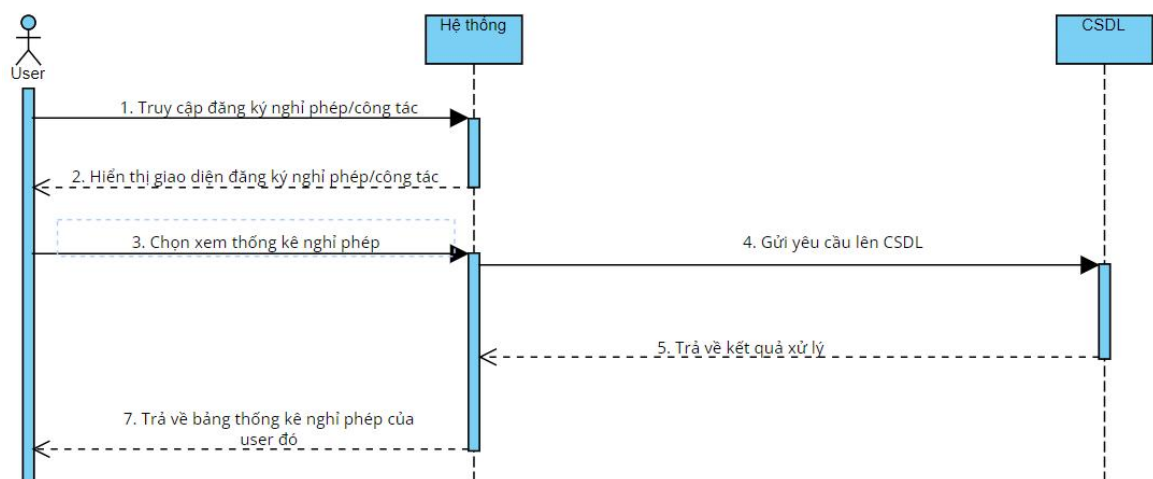 Hệ thống
CSDL
User
1. Truy cập đăng ký nghỉ phép/công tác
2. Hiển thị giao diện đăng ký nghỉ phép/công tác
3. Chọn xem thống kê nghỉ phép
4. Gửi yêu cầu lên CSDL
5. Trả về kết quả xử lý
7. Trả về bảng thống kê nghỉ phép của
user đó